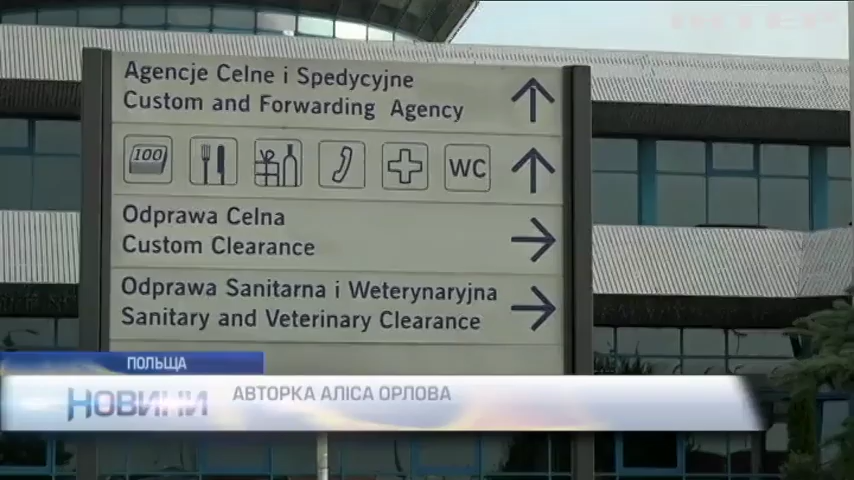 ІНТЕР
Agencje Celne i Spedycyjne
Custom and Forwarding Agency
100
WC
Odprawa Celna
Custom Clearance
Odprawa Sanitarna i Weterynaryjna
Sanitary and Veterinary Clearance
ПОЛЬЩА
НОВИНИ
АВТОРКА АЛІСА ОРЛОВА